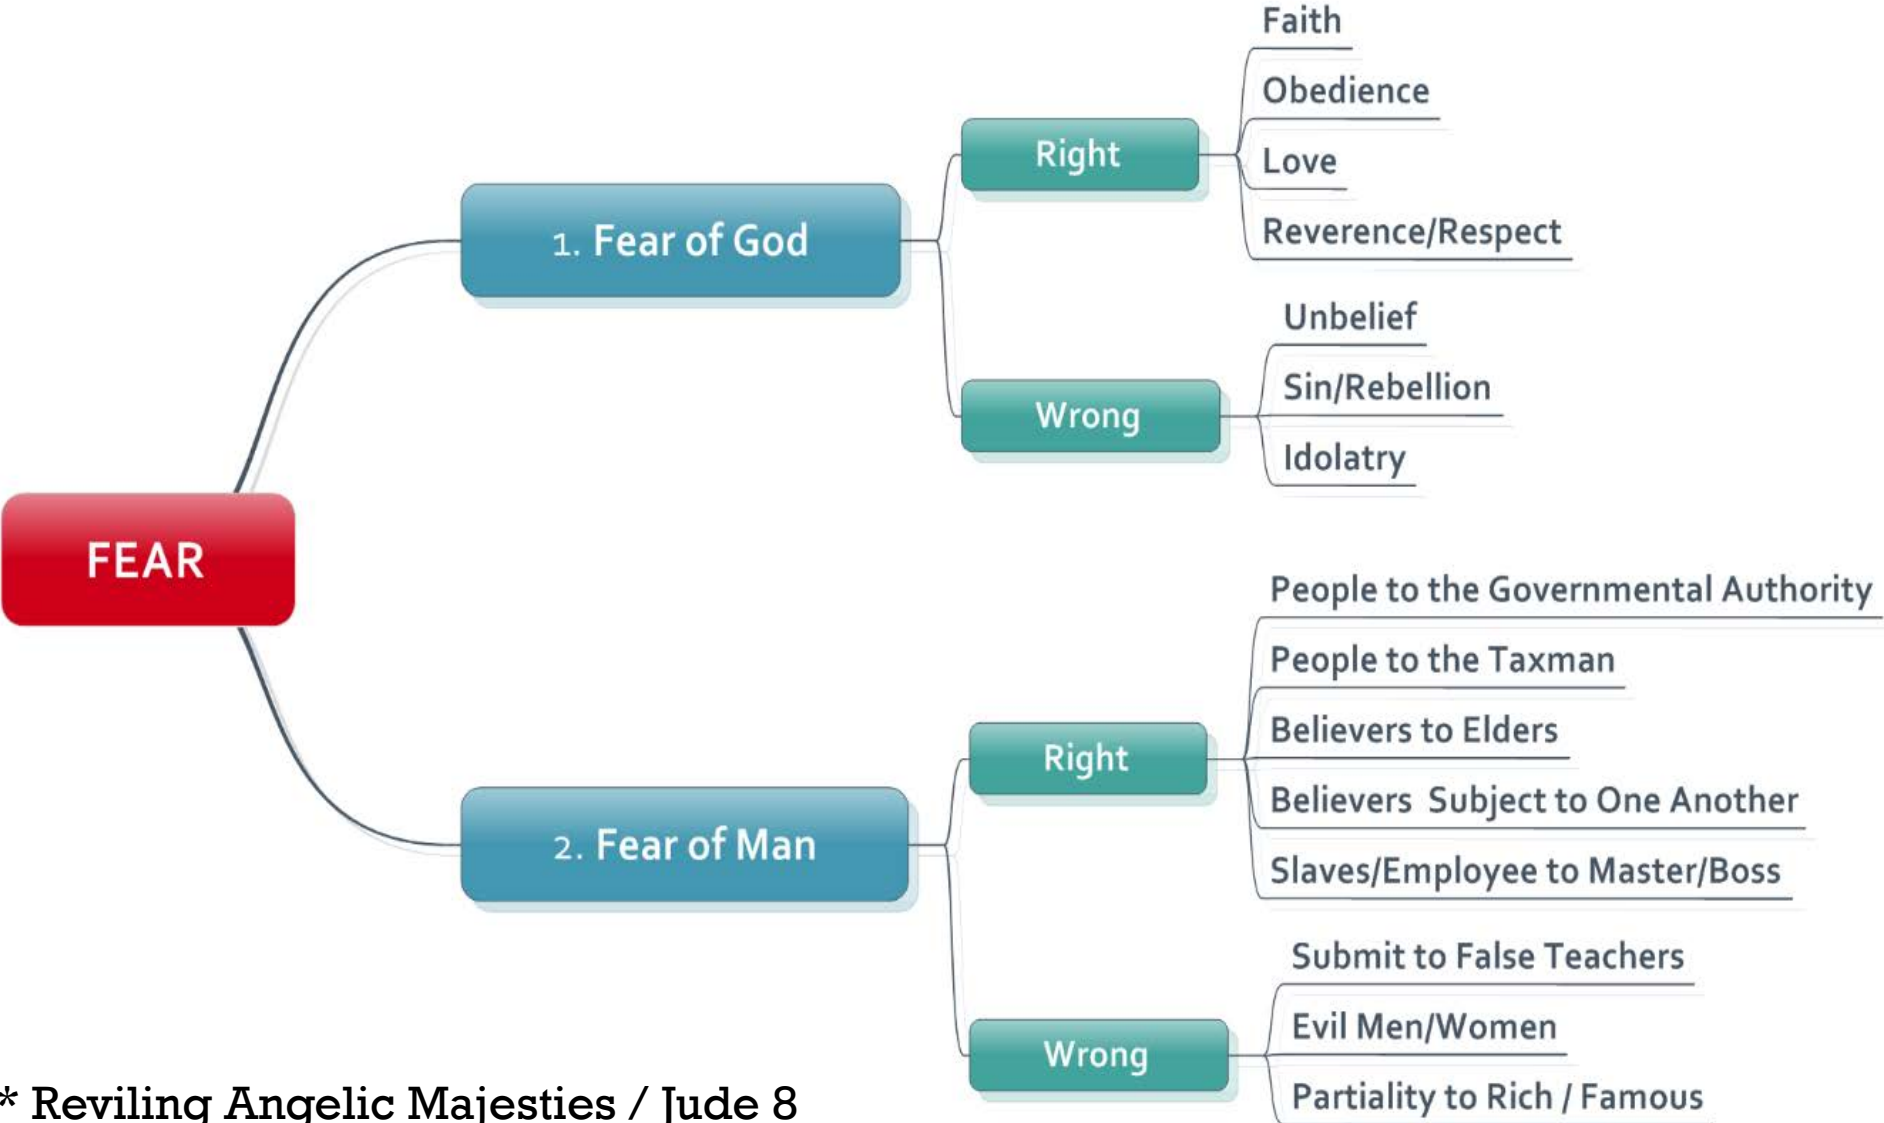 FEAR
1. Fear of God
Right
Faith
Obedience
Love
Reverence/Respect
Wrong
Unbelief
Sin/Rebellion
Idolatry
2. Fear of Man
Right
People to the Governmental Authority
People to the Taxman
Believers to Elders
Believers Subject to One Another
Slaves/Employee to Master/Boss
Wrong
Submit to False Teachers
Evil Men/Women
Partiality to Rich / Famous
* Reviling Angelic Majesties / Jude 8